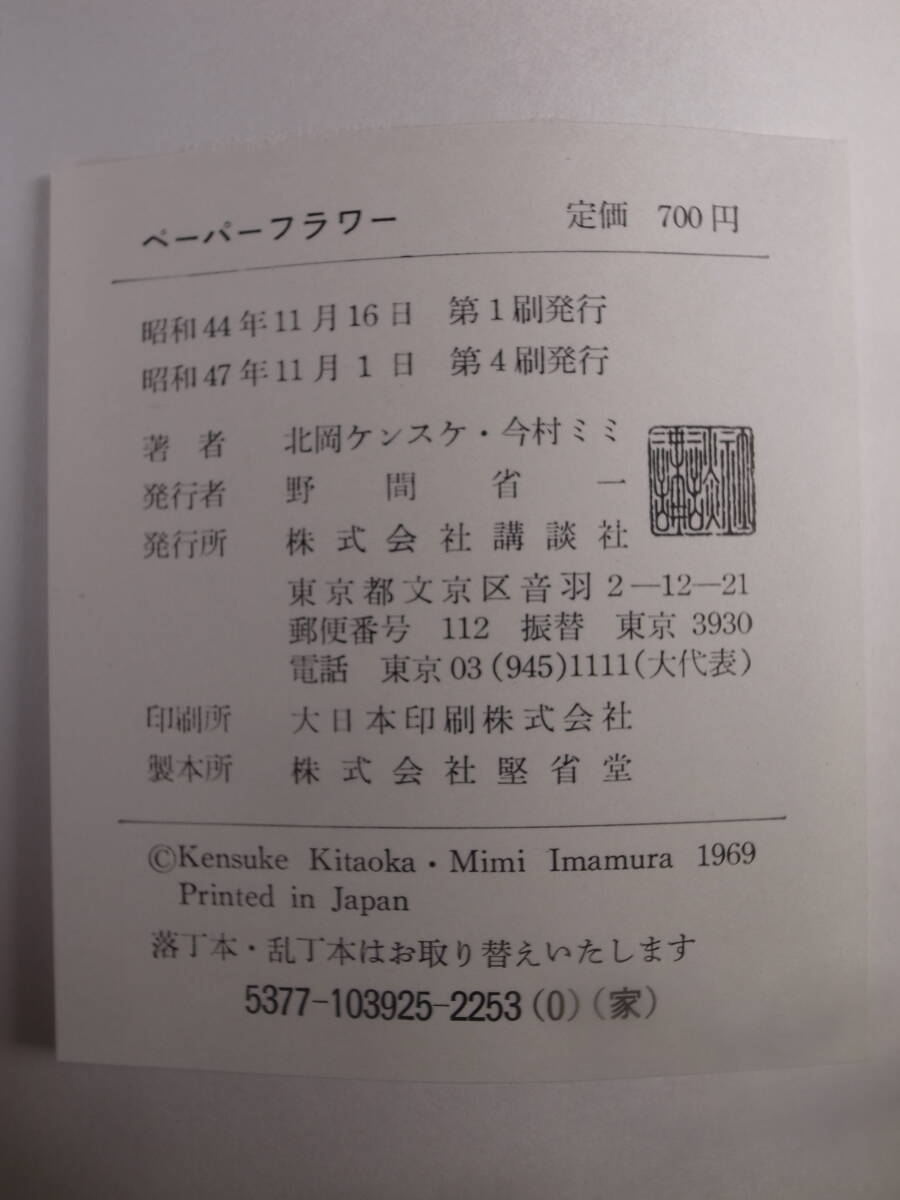 ペーパーフラワー 定価 700円
昭和44年11月16日 第1刷発行
昭和47年11月1日 第4刷発行
著者 北岡ケンスケ・今村ミミ
発行者 野間省一
発行所 株式会社講談社
講談社
東京都文京区音羽2—12—21
郵便番号 112 振替 東京 3930
電話 東京03(945)1111(大代表)
印刷所 大日本印刷株式会社
製本所 株式会社堅省堂
©Kensuke Kitaoka・Mimi Imamura 1969
Printed in Japan
落丁本・乱丁本はお取り替えいたします
5377-103925-2253(0)(家)